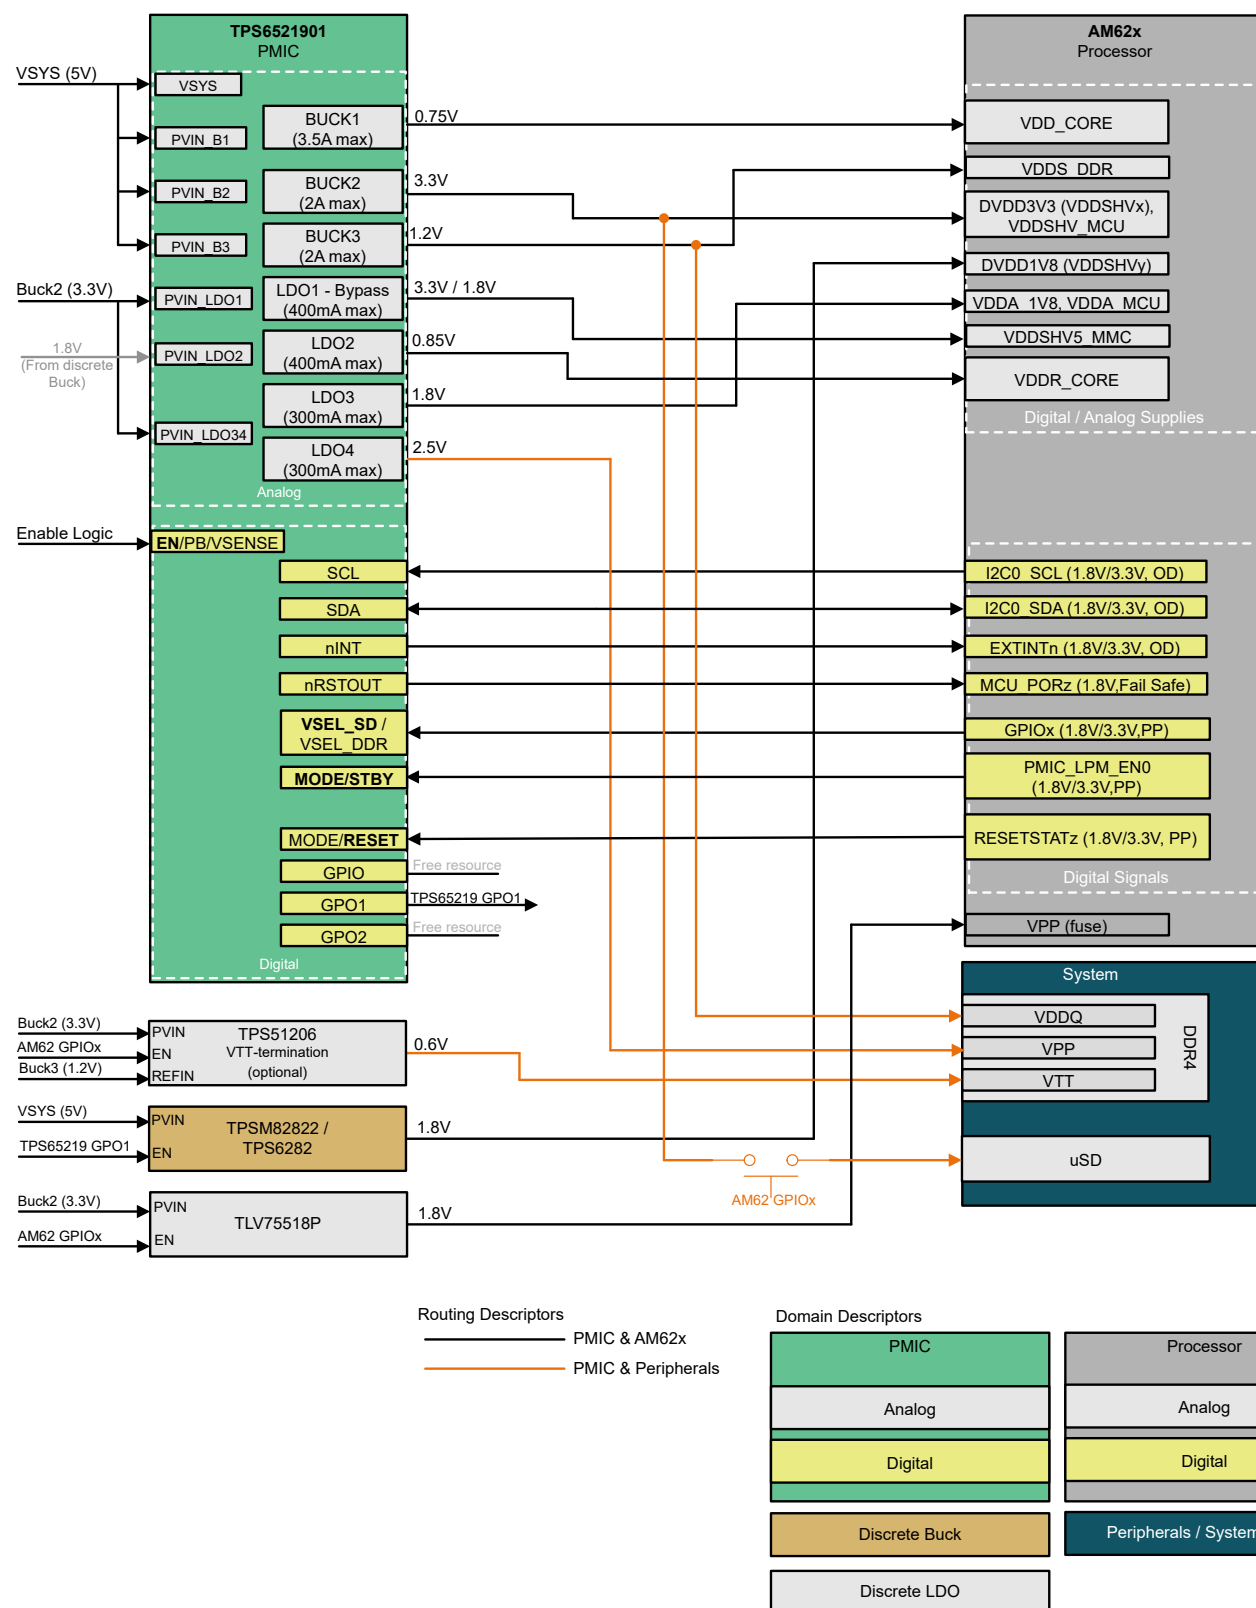 TPS6521901
PMIC
VSYS (5V)
VSYS
BUCK1
(3.5A max)
0.75V
PVIN_B1
BUCK2
(2A max)
3.3V
PVIN_B2
BUCK3
(2A max)
1.2V
PVIN_B3
Buck2 (3.3V)
PVIN_LDO1
LDO1 - Bypass
(400mA max)
3.3V / 1.8V
1.8V
(From discrete
Buck)
PVIN_LDO2
LDO2
(400mA max)
0.85V
LDO3
(300mA max)
1.8V
PVIN_LDO34
LDO4
(300mA max)
2.5V
Analog
Enable Logic
EN/PB/VSENSE
SCL
SDA
nINT
nRSTOUT
VSEL_SD /
VSEL_DDR
MODE/STBY
MODE/RESET
GPIO
Free resource
GPO1
TPS65219 GPO1
GPO2
Free resource
Digital
AM62x
Processor
VDD_CORE
VDDS_DDR
DVDD3V3 (VDDSHVx),
VDDSHV_MCU
DVDD1V8 (VDDSHVy)
VDDA_1V8, VDDA_MCU
VDDSHV5_MMC
VDDR_CORE
Digital / Analog Supplies
I2C0_SCL (1.8V/3.3V, OD)
I2C0_SDA (1.8V/3.3V, OD)
EXTINTn (1.8V/3.3V, OD)
MCU_PORz (1.8V,Fail Safe)
GPIOx (1.8V/3.3V,PP)
PMIC_LPM_EN0
(1.8V/3.3V,PP)
RESETSTATz (1.8V/3.3V, PP)
Digital Signals
VPP (fuse)
System
VDDQ
VPP
VTT
DDR4
uSD
Buck2 (3.3V)
AM62 GPIOx
Buck3 (1.2V)
PVIN
EN
REFIN
TPS51206
VTT-termination
(optional)
0.6V
VSYS (5V)
TPS65219 GPO1
PVIN
EN
TPSM82822 /
TPS6282
1.8V
AM62 GPIOx
Buck2 (3.3V)
AM62 GPIOx
PVIN
EN
TLV75518P
1.8V
Routing Descriptors
PMIC & AM62x
PMIC & Peripherals
Domain Descriptors
PMIC
Analog
Digital
Discrete Buck
Discrete LDO
Processor
Analog
Digital
Peripherals / System